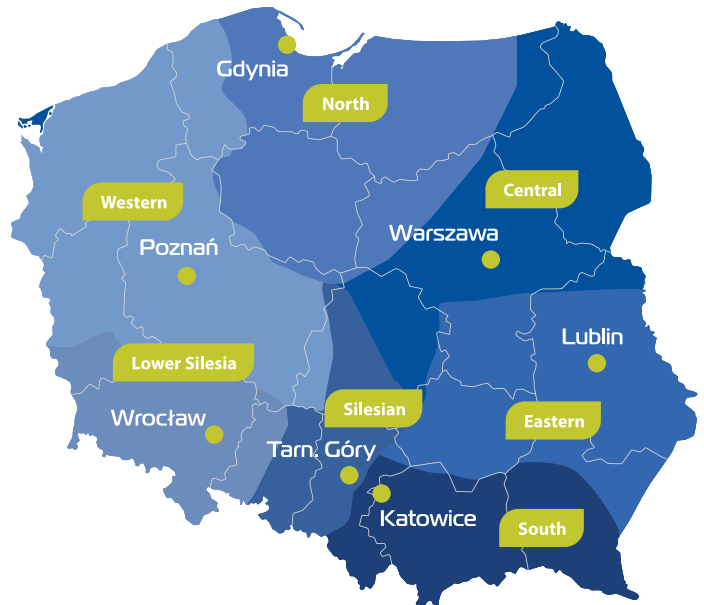 Gdynia
North
Western
Central
Warszawa
Poznań
Lublin
Lower Silesia
Silesian
Wrocław
Eastern
Tarn. Góry
Katowice
South